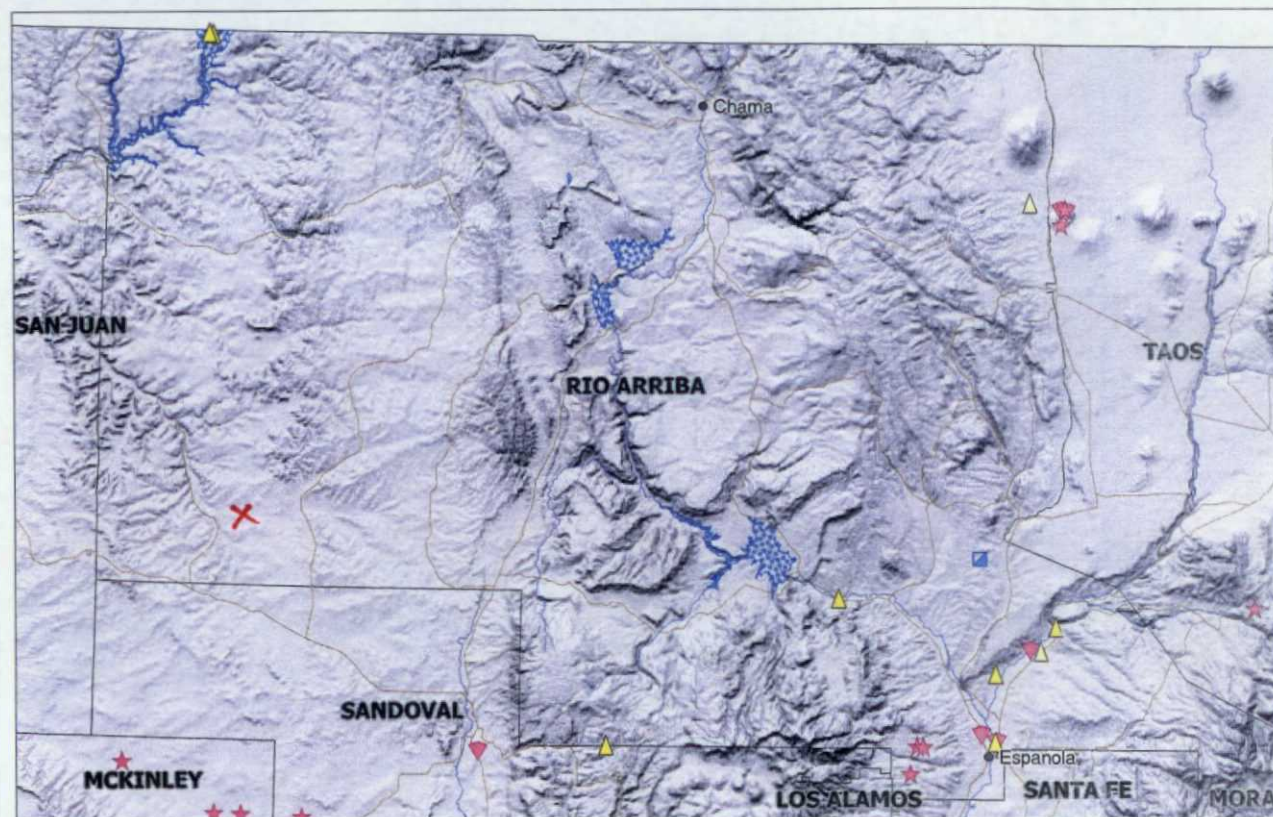 Chama
SAN JUAN
TAOS
RIO ARRIBA
SANDOVAL
Espanola
MCKINLEY
LOS ALAMOS
SANTA FE
MORA